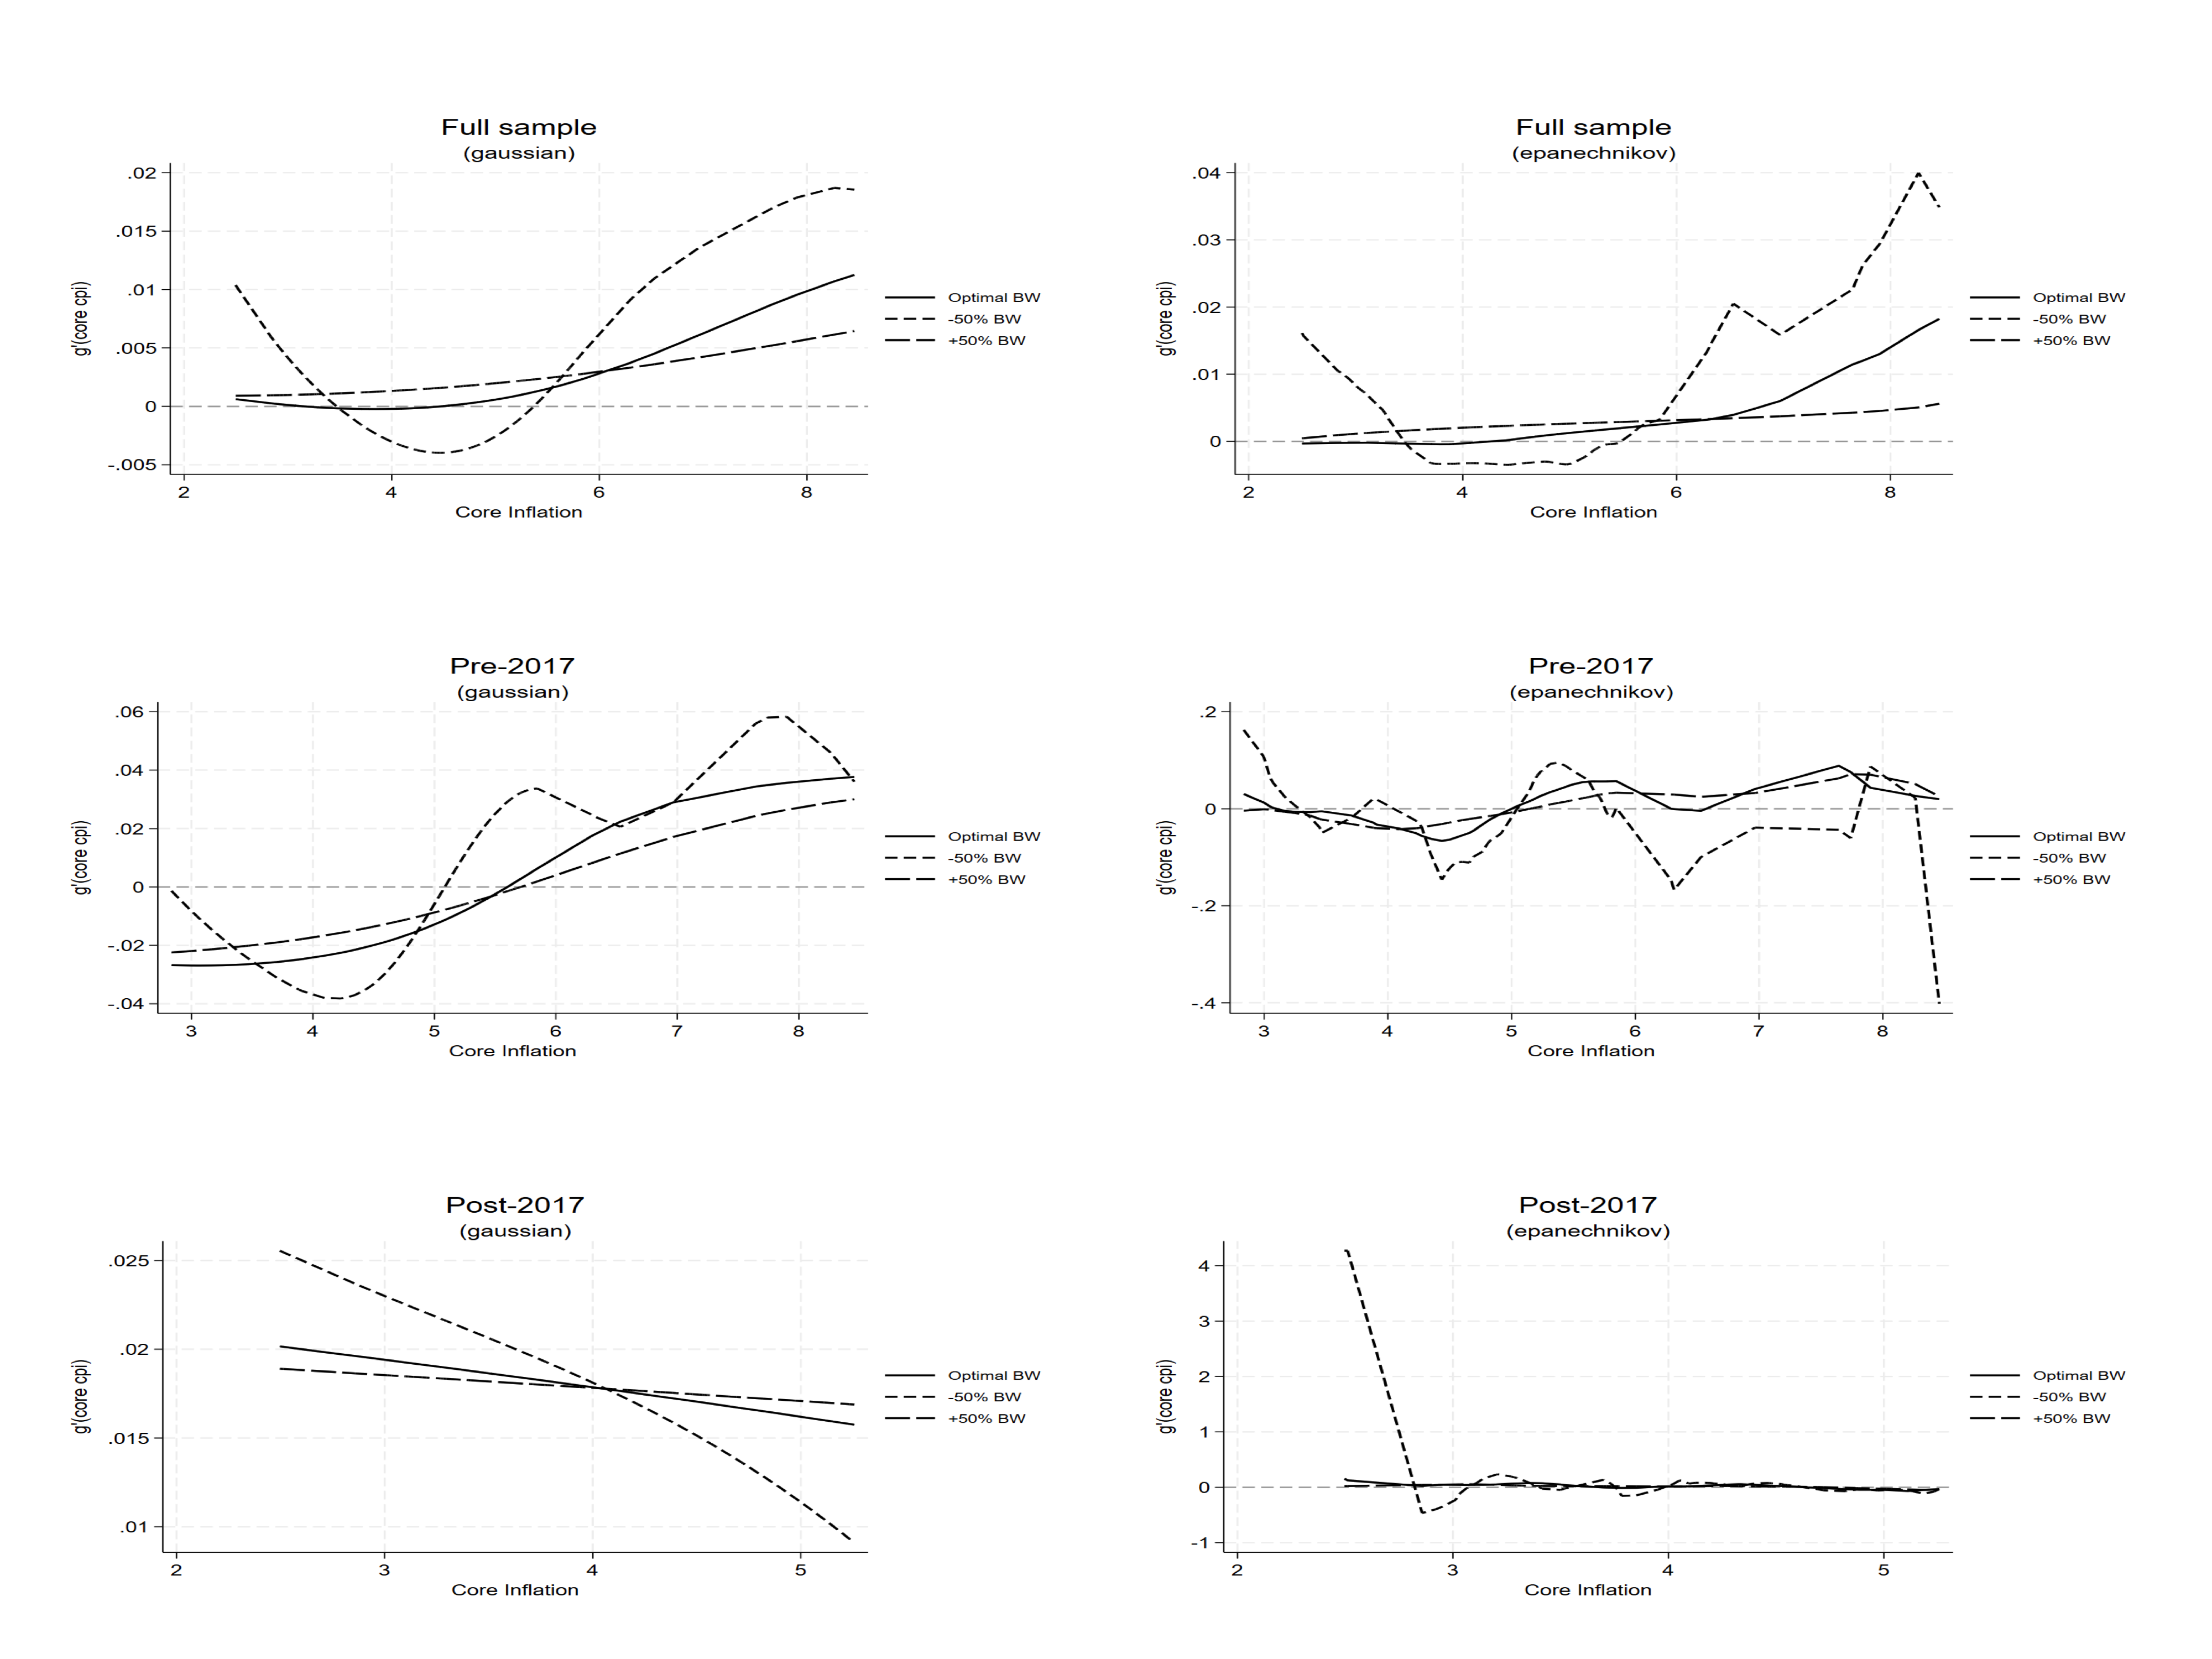 Full sample
(gaussian)
.02
.015
.01
.005
0
-.005
g'(core cpi)
2 4 6 8
Core Inflation
Optimal BW
-50% BW
+50% BW
Full sample
(epanechnikov)
.04
.03
.02
.01
0
g'(core cpi)
2 4 6 8
Core Inflation
Optimal BW
-50% BW
+50% BW
Pre-2017
(gaussian)
.06
.04
.02
0
-.02
-.04
g'(core cpi)
3 4 5 6 7 8
Core Inflation
Optimal BW
-50% BW
+50% BW
Pre-2017
(epanechnikov)
.2
0
-.2
-.4
g'(core cpi)
3 4 5 6 7 8
Core Inflation
Optimal BW
-50% BW
+50% BW
Post-2017
(gaussian)
.025
.02
.015
.01
g'(core cpi)
2 3 4 5
Core Inflation
Optimal BW
-50% BW
+50% BW
Post-2017
(epanechnikov)
4
3
2
1
0
-1
g'(core cpi)
2 3 4 5
Core Inflation
Optimal BW
-50% BW
+50% BW